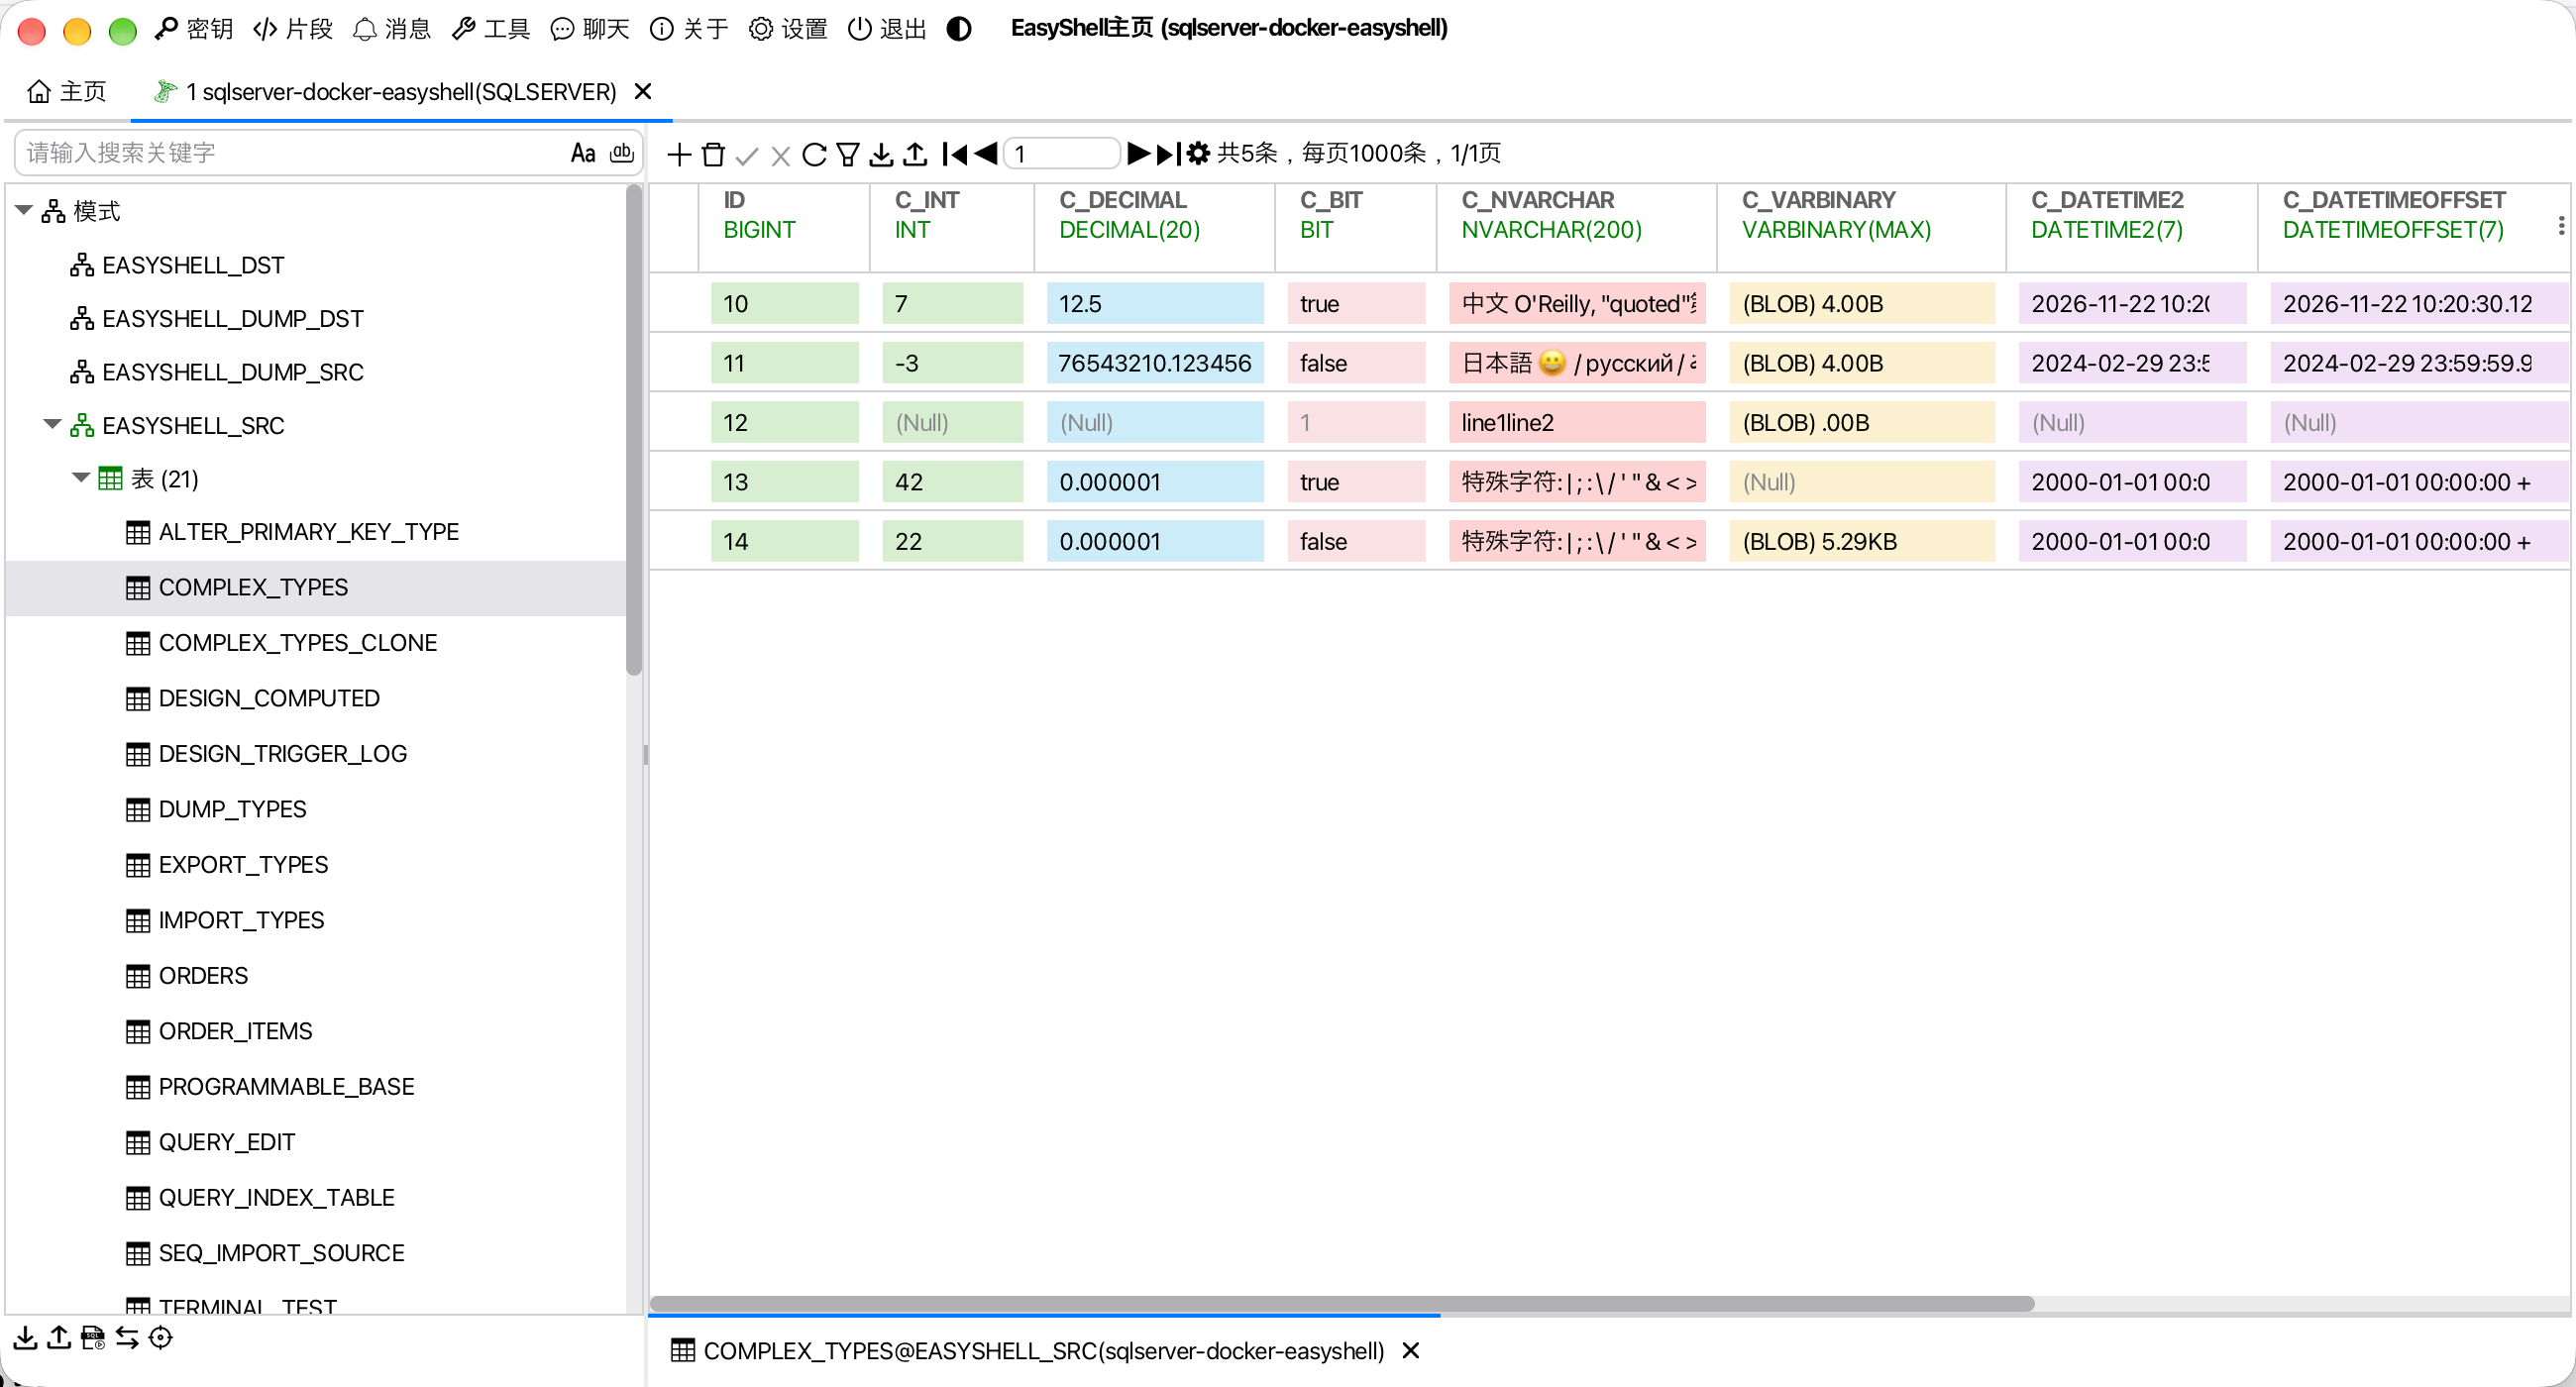 密钥 片段 消息 工具 聊天 关于 设置 退出 EasyShell主页 (sqlserver-docker-easyshell)
主页 1 sqlserver-docker-easyshell(SQLSERVER)
请输入搜索关键字 Aa ab
1 共5条，每页1000条，1/1页
模式
EASYSHELL_DST
EASYSHELL_DUMP_DST
EASYSHELL_DUMP_SRC
EASYSHELL_SRC
表 (21)
ALTER_PRIMARY_KEY_TYPE
COMPLEX_TYPES
COMPLEX_TYPES_CLONE
DESIGN_COMPUTED
DESIGN_TRIGGER_LOG
DUMP_TYPES
EXPORT_TYPES
IMPORT_TYPES
ORDERS
ORDER_ITEMS
PROGRAMMABLE_BASE
QUERY_EDIT
QUERY_INDEX_TABLE
SEQ_IMPORT_SOURCE
TERMINAL_TEST
ID C_INT C_DECIMAL C_BIT C_NVARCHAR C_VARBINARY C_DATETIME2 C_DATETIMEOFFSET
BIGINT INT DECIMAL(20) BIT NVARCHAR(200) VARBINARY(MAX) DATETIME2(7) DATETIMEOFFSET(7)
10 7 12.5 true 中文 O'Reilly, "quoted" (BLOB) 4.00B 2026-11-22 10:20 2026-11-22 10:20:30.12
11 -3 76543210.123456 false 日本語 😀 / русский / (BLOB) 4.00B 2024-02-29 23:5 2024-02-29 23:59:59.9
12 (Null) (Null) 1 line1line2 (BLOB) .00B (Null) (Null)
13 42 0.000001 true 特殊字符:|;:\/'"&<> (Null) 2000-01-01 00:0 2000-01-01 00:00:00 +
14 22 0.000001 false 特殊字符:|;:\/'"&<> (BLOB) 5.29KB 2000-01-01 00:0 2000-01-01 00:00:00 +
COMPLEX_TYPES@EASYSHELL_SRC(sqlserver-docker-easyshell)